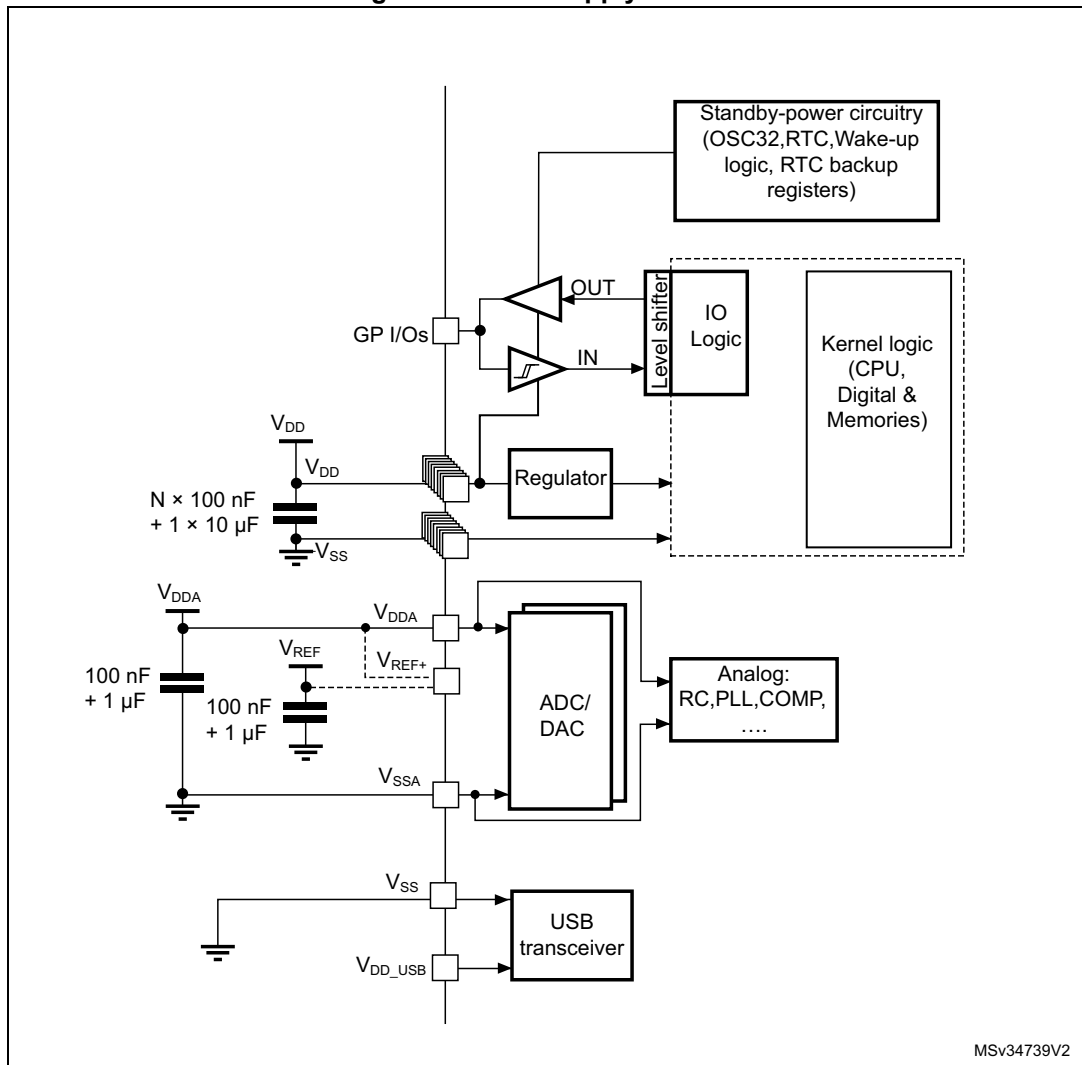 Standby-power circuitry
(OSC32,RTC,Wake-up
logic, RTC backup
registers)
OUT
Level shifter
IO
Logic
GP I/Os
IN
Kernel logic
(CPU,
Digital &
Memories)
VDD
VDD
Regulator
N × 100 nF
+ 1 × 10 µF
VSS
VDDA
VDDA
VREF
VREF+
100 nF
+ 1 µF
100 nF
+ 1 µF
ADC/
DAC
Analog:
RC,PLL,COMP,
....
VSSA
VSS
USB
transceiver
VDD_USB
MSv34739V2